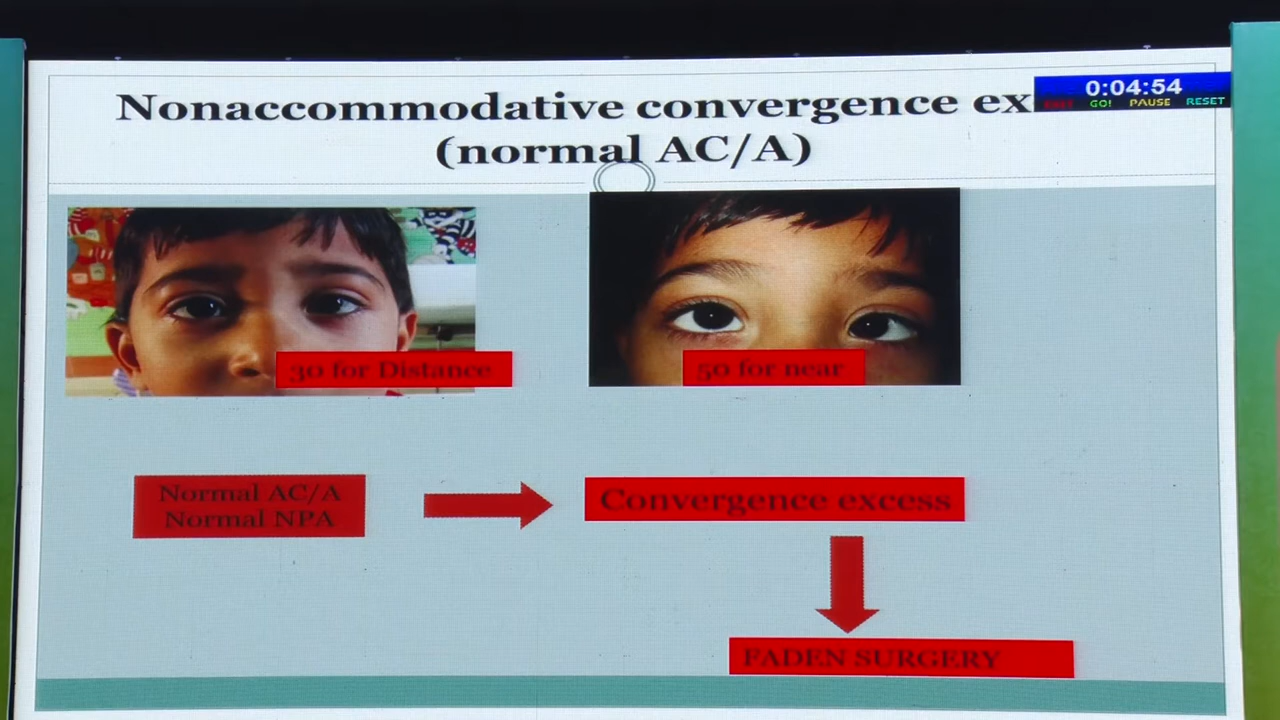 Nonaccommodative convergence ex
(normal AC/A)
0:04:54
GO! PAUSE RESET
30 for Distance
50 for near
Normal AC/A
Normal NPA
Convergence excess
FADEN SURGERY